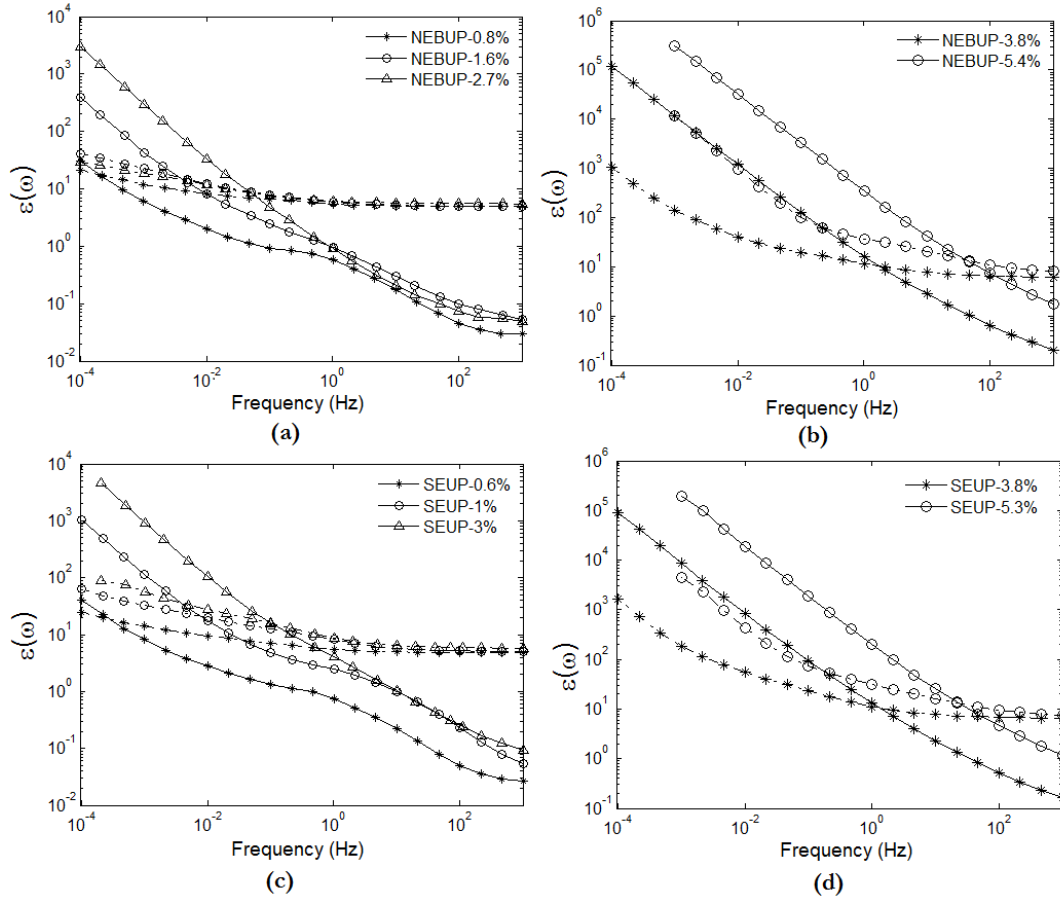 10^4
10^3
10^2
10^1
10^0
10^-1
10^-2
ε(ω)
NEBUP-0.8%
NEBUP-1.6%
NEBUP-2.7%
10^-4 10^-2 10^0 10^2
Frequency (Hz)
(a)
10^6
10^5
10^4
10^3
10^2
10^1
10^0
10^-1
ε(ω)
NEBUP-3.8%
NEBUP-5.4%
10^-4 10^-2 10^0 10^2
Frequency (Hz)
(b)
10^4
10^3
10^2
10^1
10^0
10^-1
10^-2
ε(ω)
SEUP-0.6%
SEUP-1%
SEUP-3%
10^-4 10^-2 10^0 10^2
Frequency (Hz)
(c)
10^6
10^5
10^4
10^3
10^2
10^1
10^0
10^-1
ε(ω)
SEUP-3.8%
SEUP-5.3%
10^-4 10^-2 10^0 10^2
Frequency (Hz)
(d)